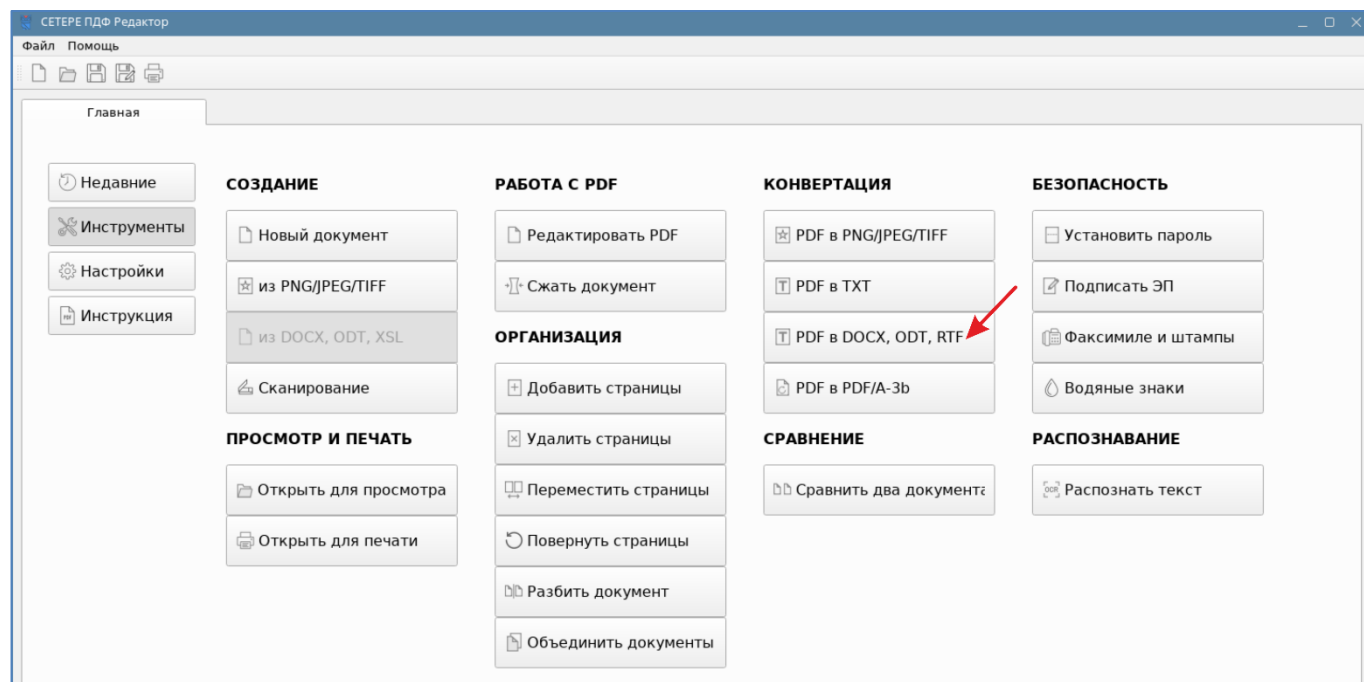 СЕТЕРЕ ПДФ Редактор
Файл Помощь
Главная
Недавние
Инструменты
Настройки
Инструкция
СОЗДАНИЕ
Новый документ
из PNG/JPEG/TIFF
из DOCX, ODT, XSL
Сканирование
ПРОСМОТР И ПЕЧАТЬ
Открыть для просмотра
Открыть для печати
РАБОТА С PDF
Редактировать PDF
Сжать документ
ОРГАНИЗАЦИЯ
Добавить страницы
Удалить страницы
Переместить страницы
Повернуть страницы
Разбить документ
Объединить документы
КОНВЕРТАЦИЯ
PDF в PNG/JPEG/TIFF
PDF в TXT
PDF в DOCX, ODT, RTF
PDF в PDF/A-3b
СРАВНЕНИЕ
Сравнить два документа
БЕЗОПАСНОСТЬ
Установить пароль
Подписать ЭП
Факсимиле и штампы
Водяные знаки
РАСПОЗНАВАНИЕ
Распознать текст